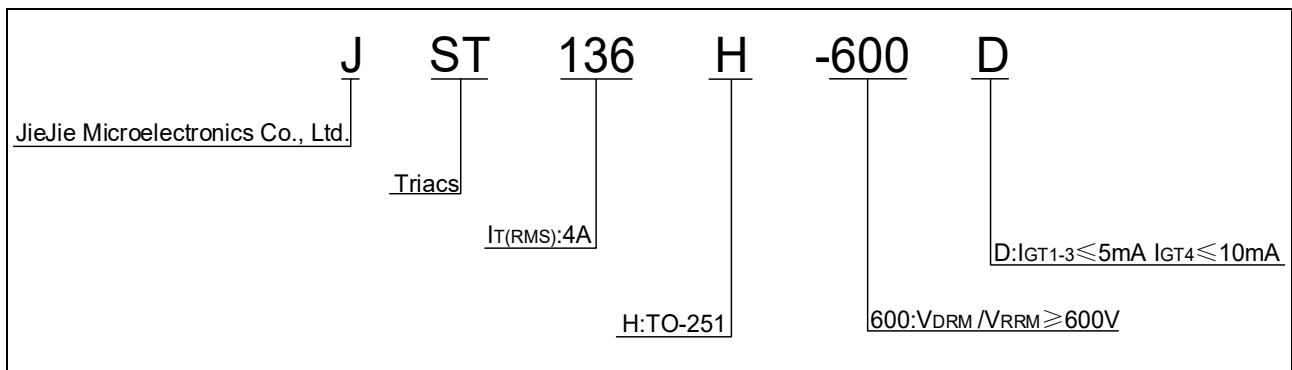 J ST 136 H -600 D
JieJie Microelectronics Co., Ltd.
Triacs
IT(RMS):4A
D:IGT1-3≤5mA IGT4≤10mA
H:TO-251
600:VDRM /VRRM≥600V